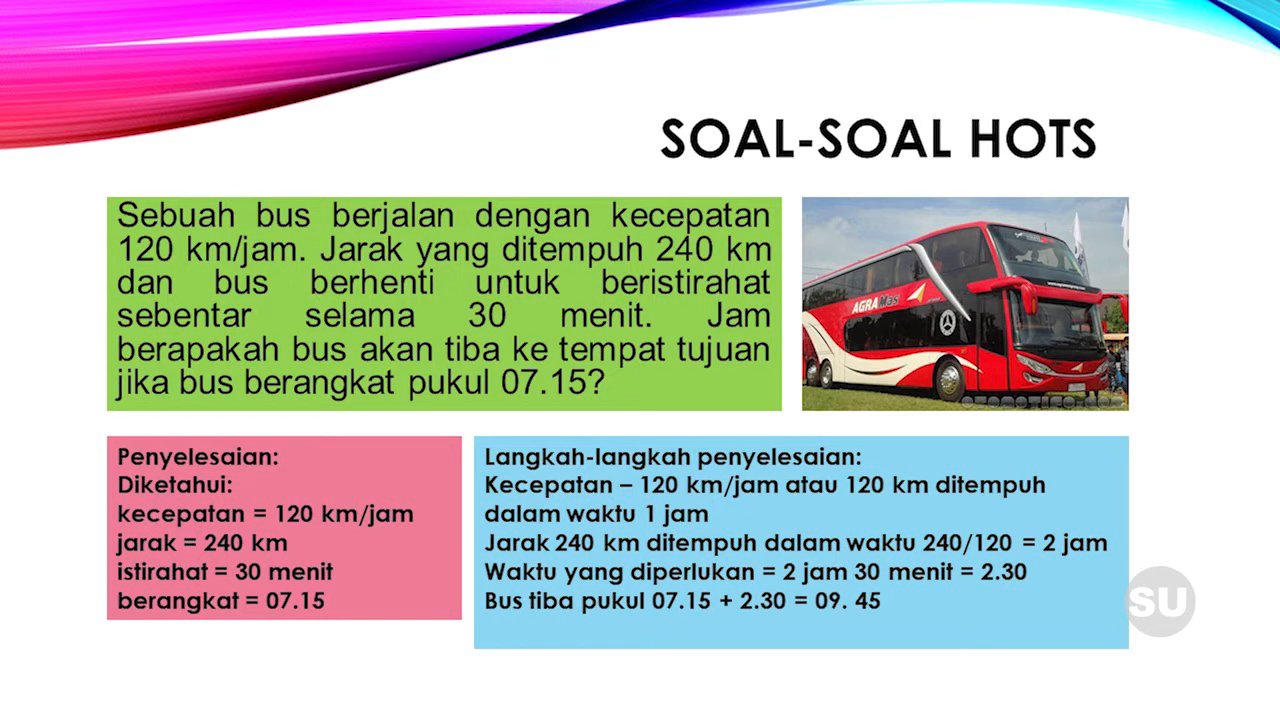 SOAL-SOAL HOTS
Sebuah bus berjalan dengan kecepatan
120 km/jam. Jarak yang ditempuh 240 km
dan bus berhenti untuk beristirahat
sebentar selama 30 menit. Jam
berapakah bus akan tiba ke tempat tujuan
jika bus berangkat pukul 07.15?
AGRAMas
Penyelesaian:
Diketahui:
kecepatan = 120 km/jam
jarak = 240 km
istirahat = 30 menit
berangkat = 07.15
Langkah-langkah penyelesaian:
Kecepatan – 120 km/jam atau 120 km ditempuh
dalam waktu 1 jam
Jarak 240 km ditempuh dalam waktu 240/120 = 2 jam
Waktu yang diperlukan = 2 jam 30 menit = 2.30
Bus tiba pukul 07.15 + 2.30 = 09. 45
SU